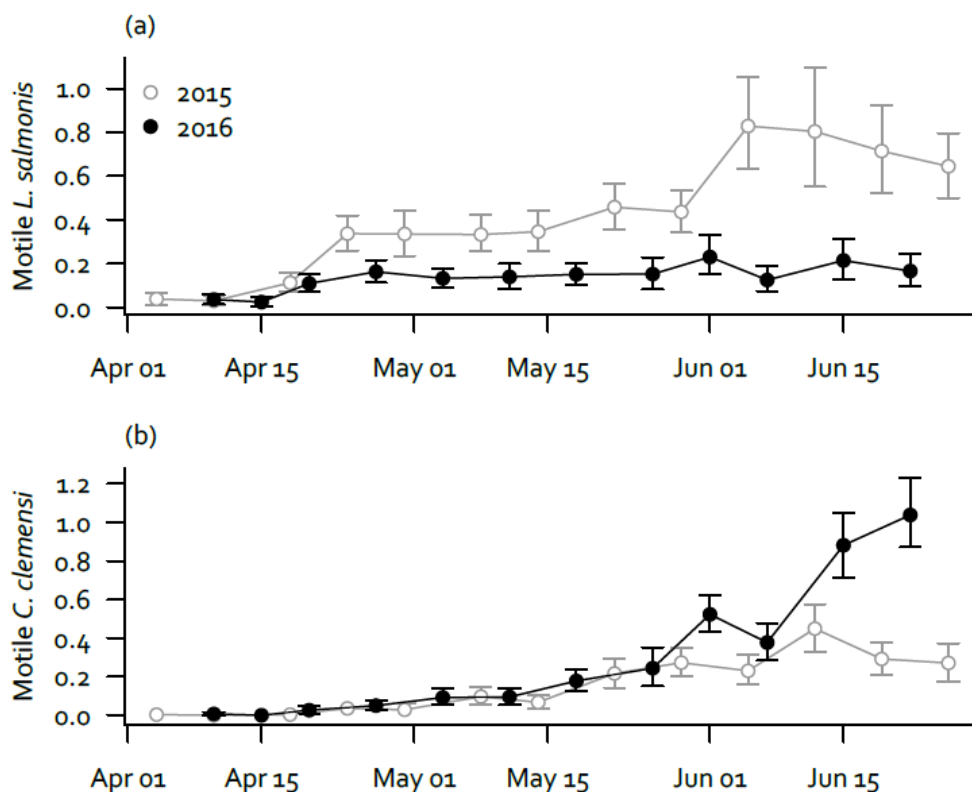 (a)
Motile L. salmonis
1.0
0.8
0.6
0.4
0.2
0.0
2015
2016
Apr 01
Apr 15
May 01
May 15
Jun 01
Jun 15
(b)
Motile C. clemensi
1.2
1.0
0.8
0.6
0.4
0.2
0.0
Apr 01
Apr 15
May 01
May 15
Jun 01
Jun 15